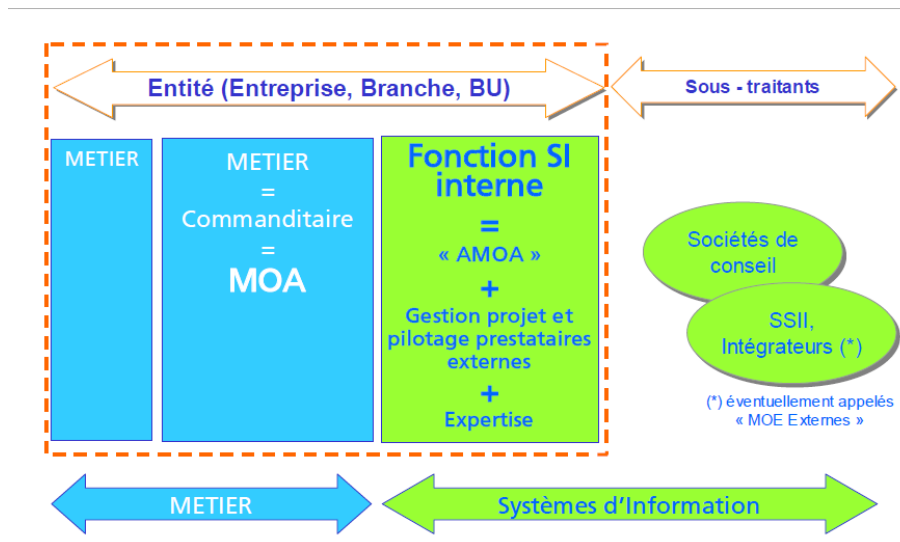 Entité (Entreprise, Branche, BU)
Sous - traitants
METIER
METIER
=
Commanditaire
=
MOA
Fonction SI
interne
=
« AMOA »
+
Gestion projet et
pilotage prestataires
externes
+
Expertise
Sociétés de
conseil
SSII,
Intégrateurs (*)
(*) éventuellement appelés
« MOE Externes »
METIER
Systèmes d'Information